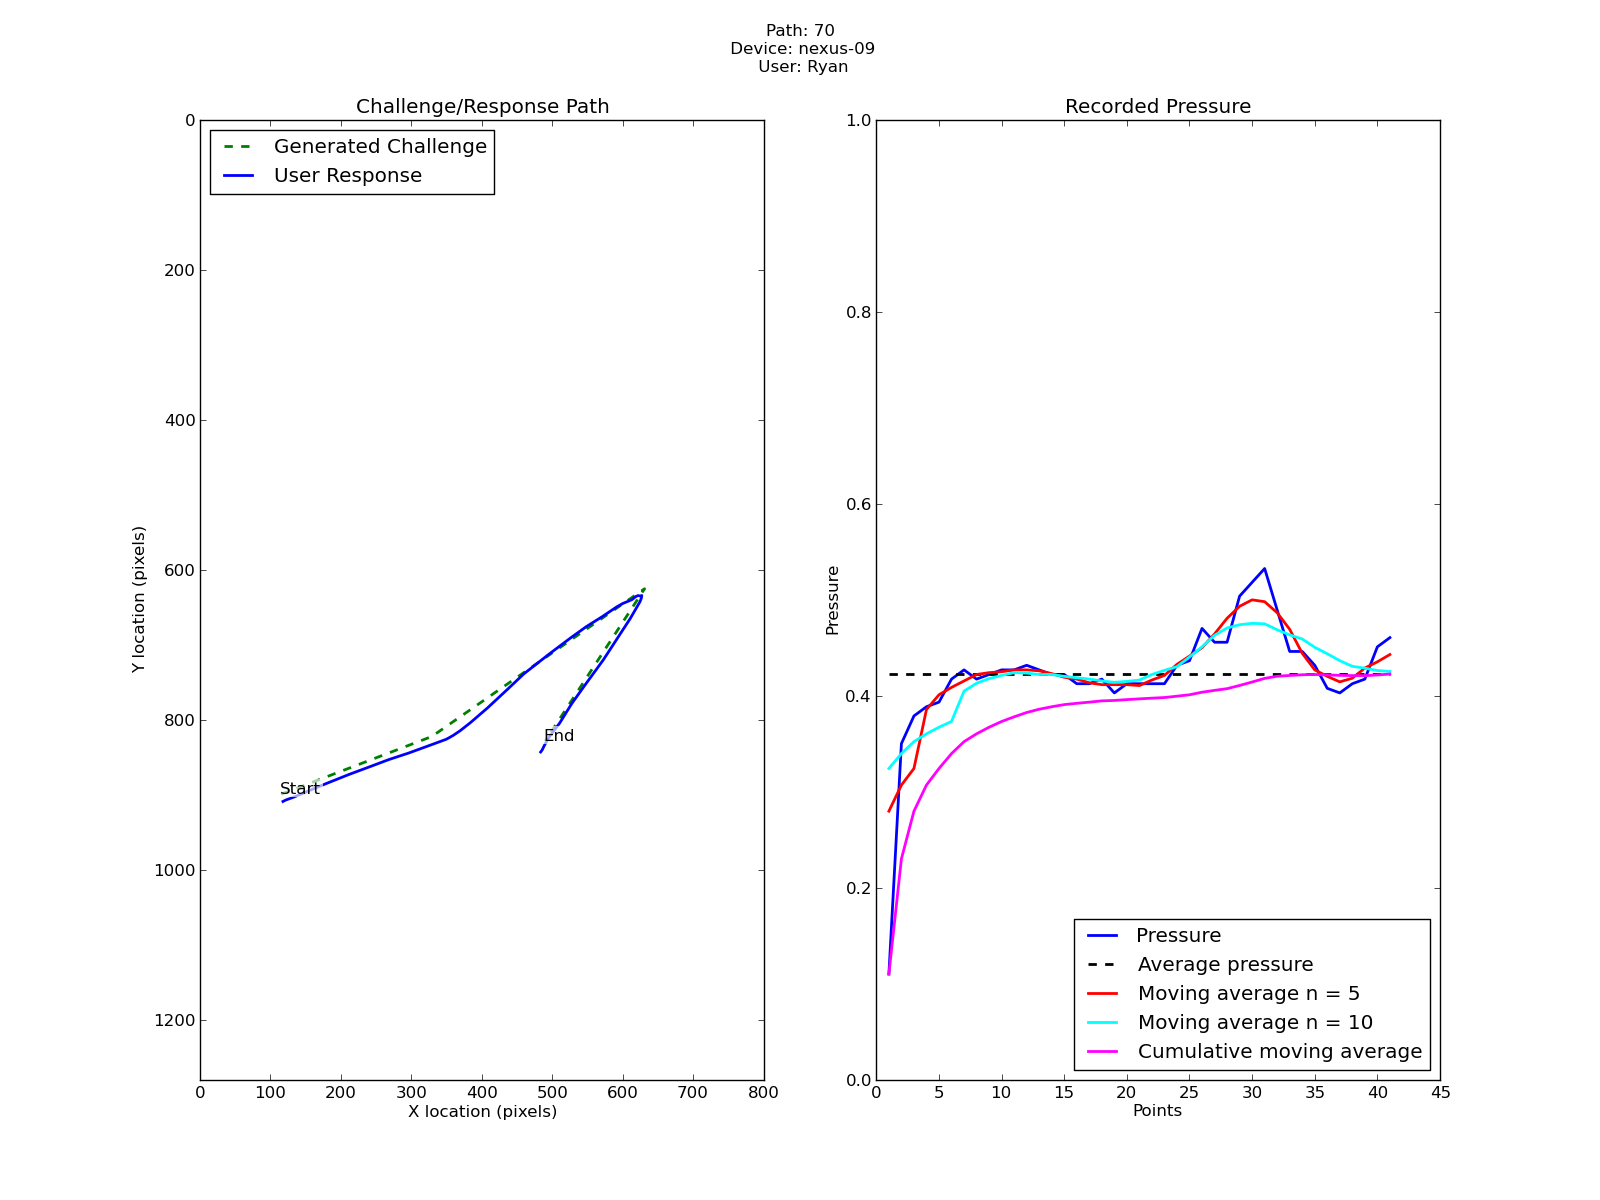 Path: 70
Device: nexus-09
User: Ryan
Challenge/Response Path
Generated Challenge
User Response
0
200
400
600
800
1000
1200
Y location (pixels)
Start
End
0 100 200 300 400 500 600 700 800
X location (pixels)
Recorded Pressure
1.0
0.8
0.6
0.4
0.2
0.0
Pressure
Pressure
Average pressure
Moving average n = 5
Moving average n = 10
Cumulative moving average
0 5 10 15 20 25 30 35 40 45
Points